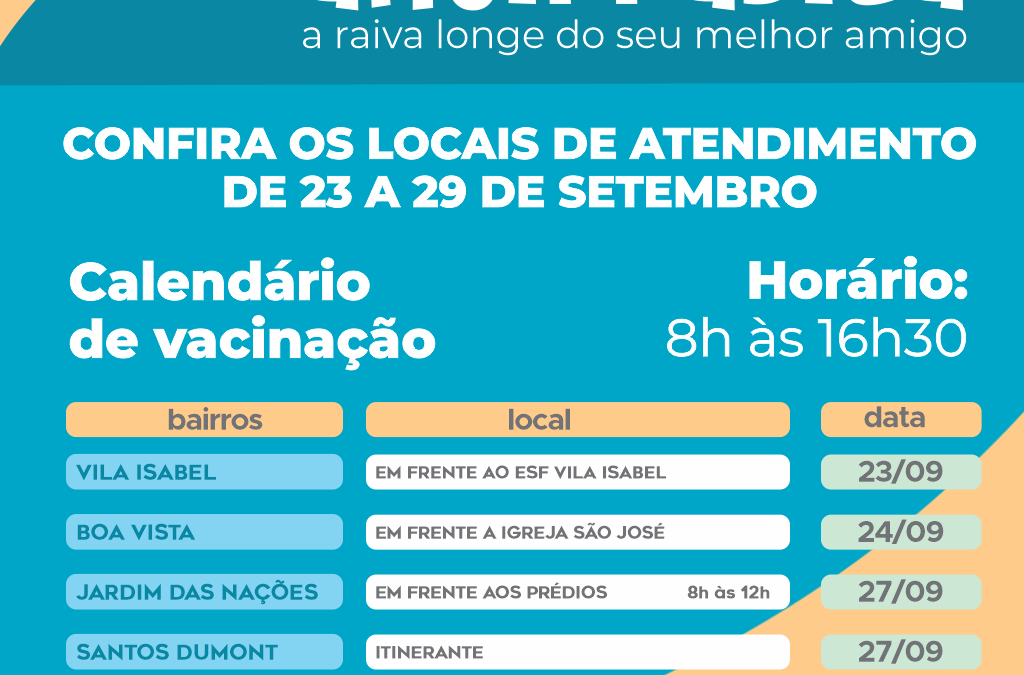 a raiva longe do seu melhor amigo
CONFIRA OS LOCAIS DE ATENDIMENTO
DE 23 A 29 DE SETEMBRO
Calendário
de vacinação
Horário:
8h às 16h30
bairros local data
VILA ISABEL EM FRENTE AO ESF VILA ISABEL 23/09
BOA VISTA EM FRENTE A IGREJA SÃO JOSÉ 24/09
JARDIM DAS NAÇÕES EM FRENTE AOS PRÉDIOS 8h às 12h 27/09
SANTOS DUMONT ITINERANTE 27/09